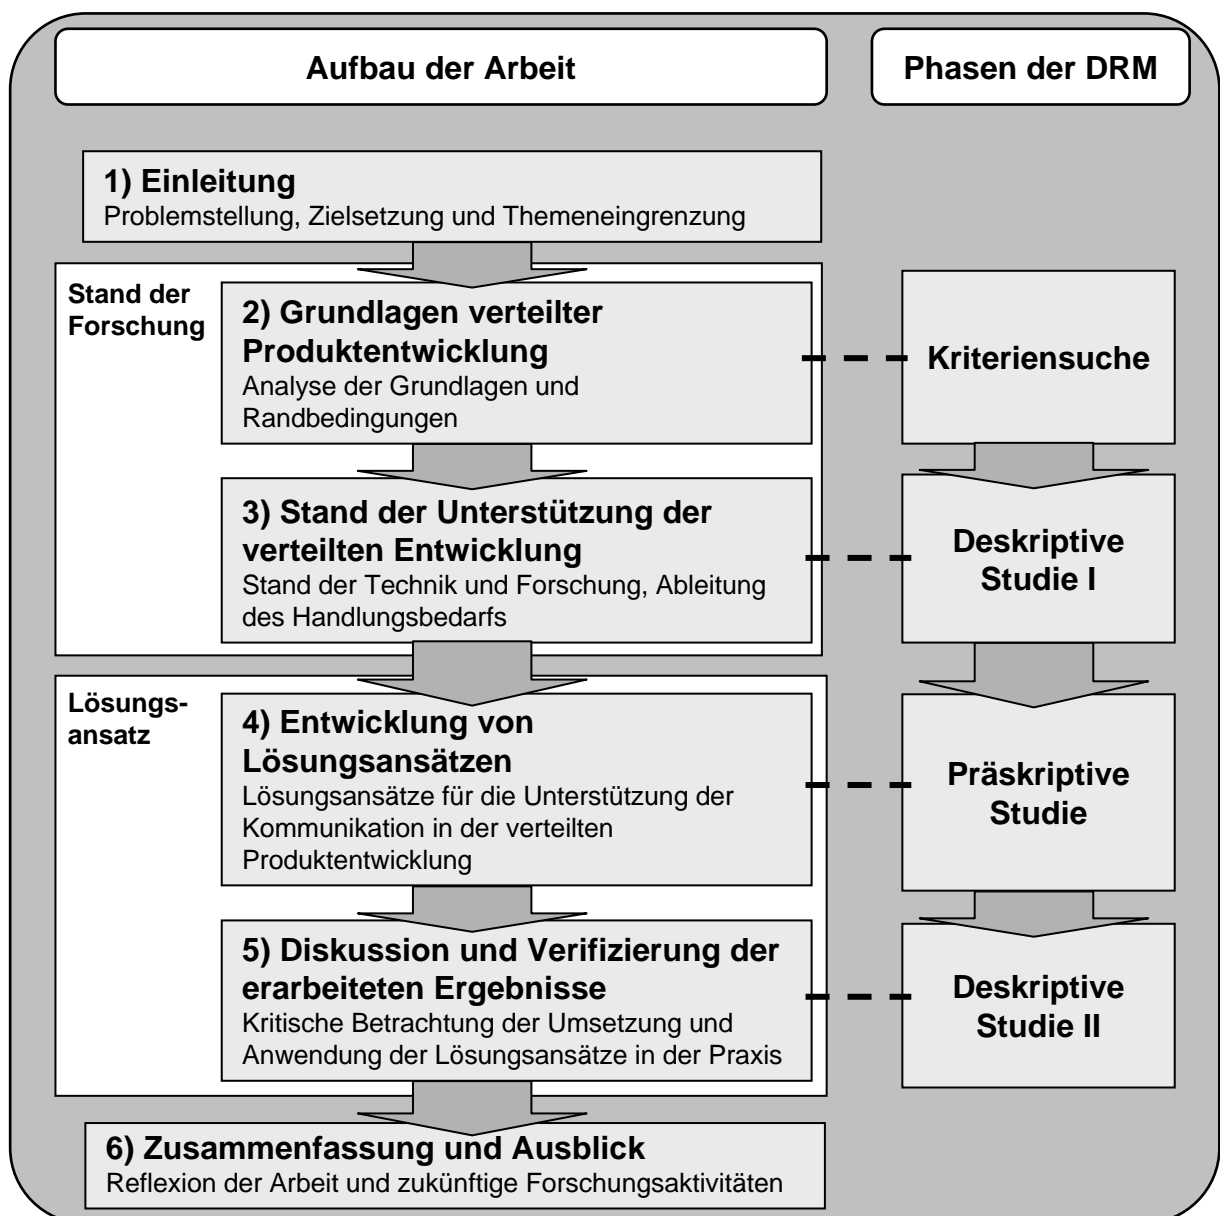 Aufbau der Arbeit
Phasen der DRM
1) Einleitung
Problemstellung, Zielsetzung und Themeneingrenzung
Stand der
Forschung
2) Grundlagen verteilter
Produktentwicklung
Analyse der Grundlagen und
Randbedingungen
Kriteriensuche
3) Stand der Unterstützung der
verteilten Entwicklung
Stand der Technik und Forschung, Ableitung
des Handlungsbedarfs
Deskriptive
Studie I
Lösungs-
ansatz
4) Entwicklung von
Lösungsansätzen
Lösungsansätze für die Unterstützung der
Kommunikation in der verteilten
Produktentwicklung
Präskriptive
Studie
5) Diskussion und Verifizierung der
erarbeiteten Ergebnisse
Kritische Betrachtung der Umsetzung und
Anwendung der Lösungsansätze in der Praxis
Deskriptive
Studie II
6) Zusammenfassung und Ausblick
Reflexion der Arbeit und zukünftige Forschungsaktivitäten